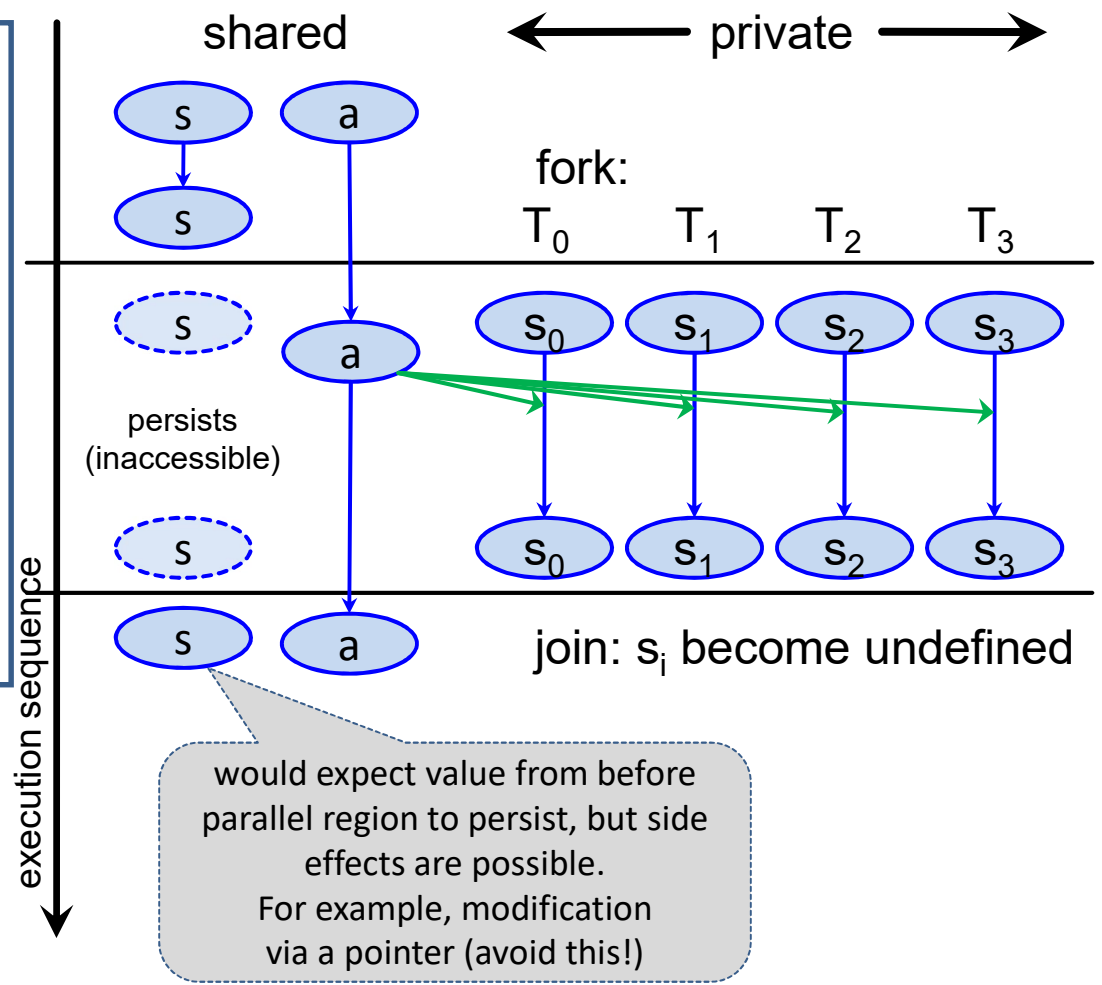 shared
private
s
a
s
fork:
T₀ T₁ T₂ T₃
s
a
s₀ s₁ s₂ s₃
persists
(inaccessible)
s
s₀ s₁ s₂ s₃
s
a
join: sᵢ become undefined
execution sequence
would expect value from before
parallel region to persist, but side
effects are possible.
For example, modification
via a pointer (avoid this!)